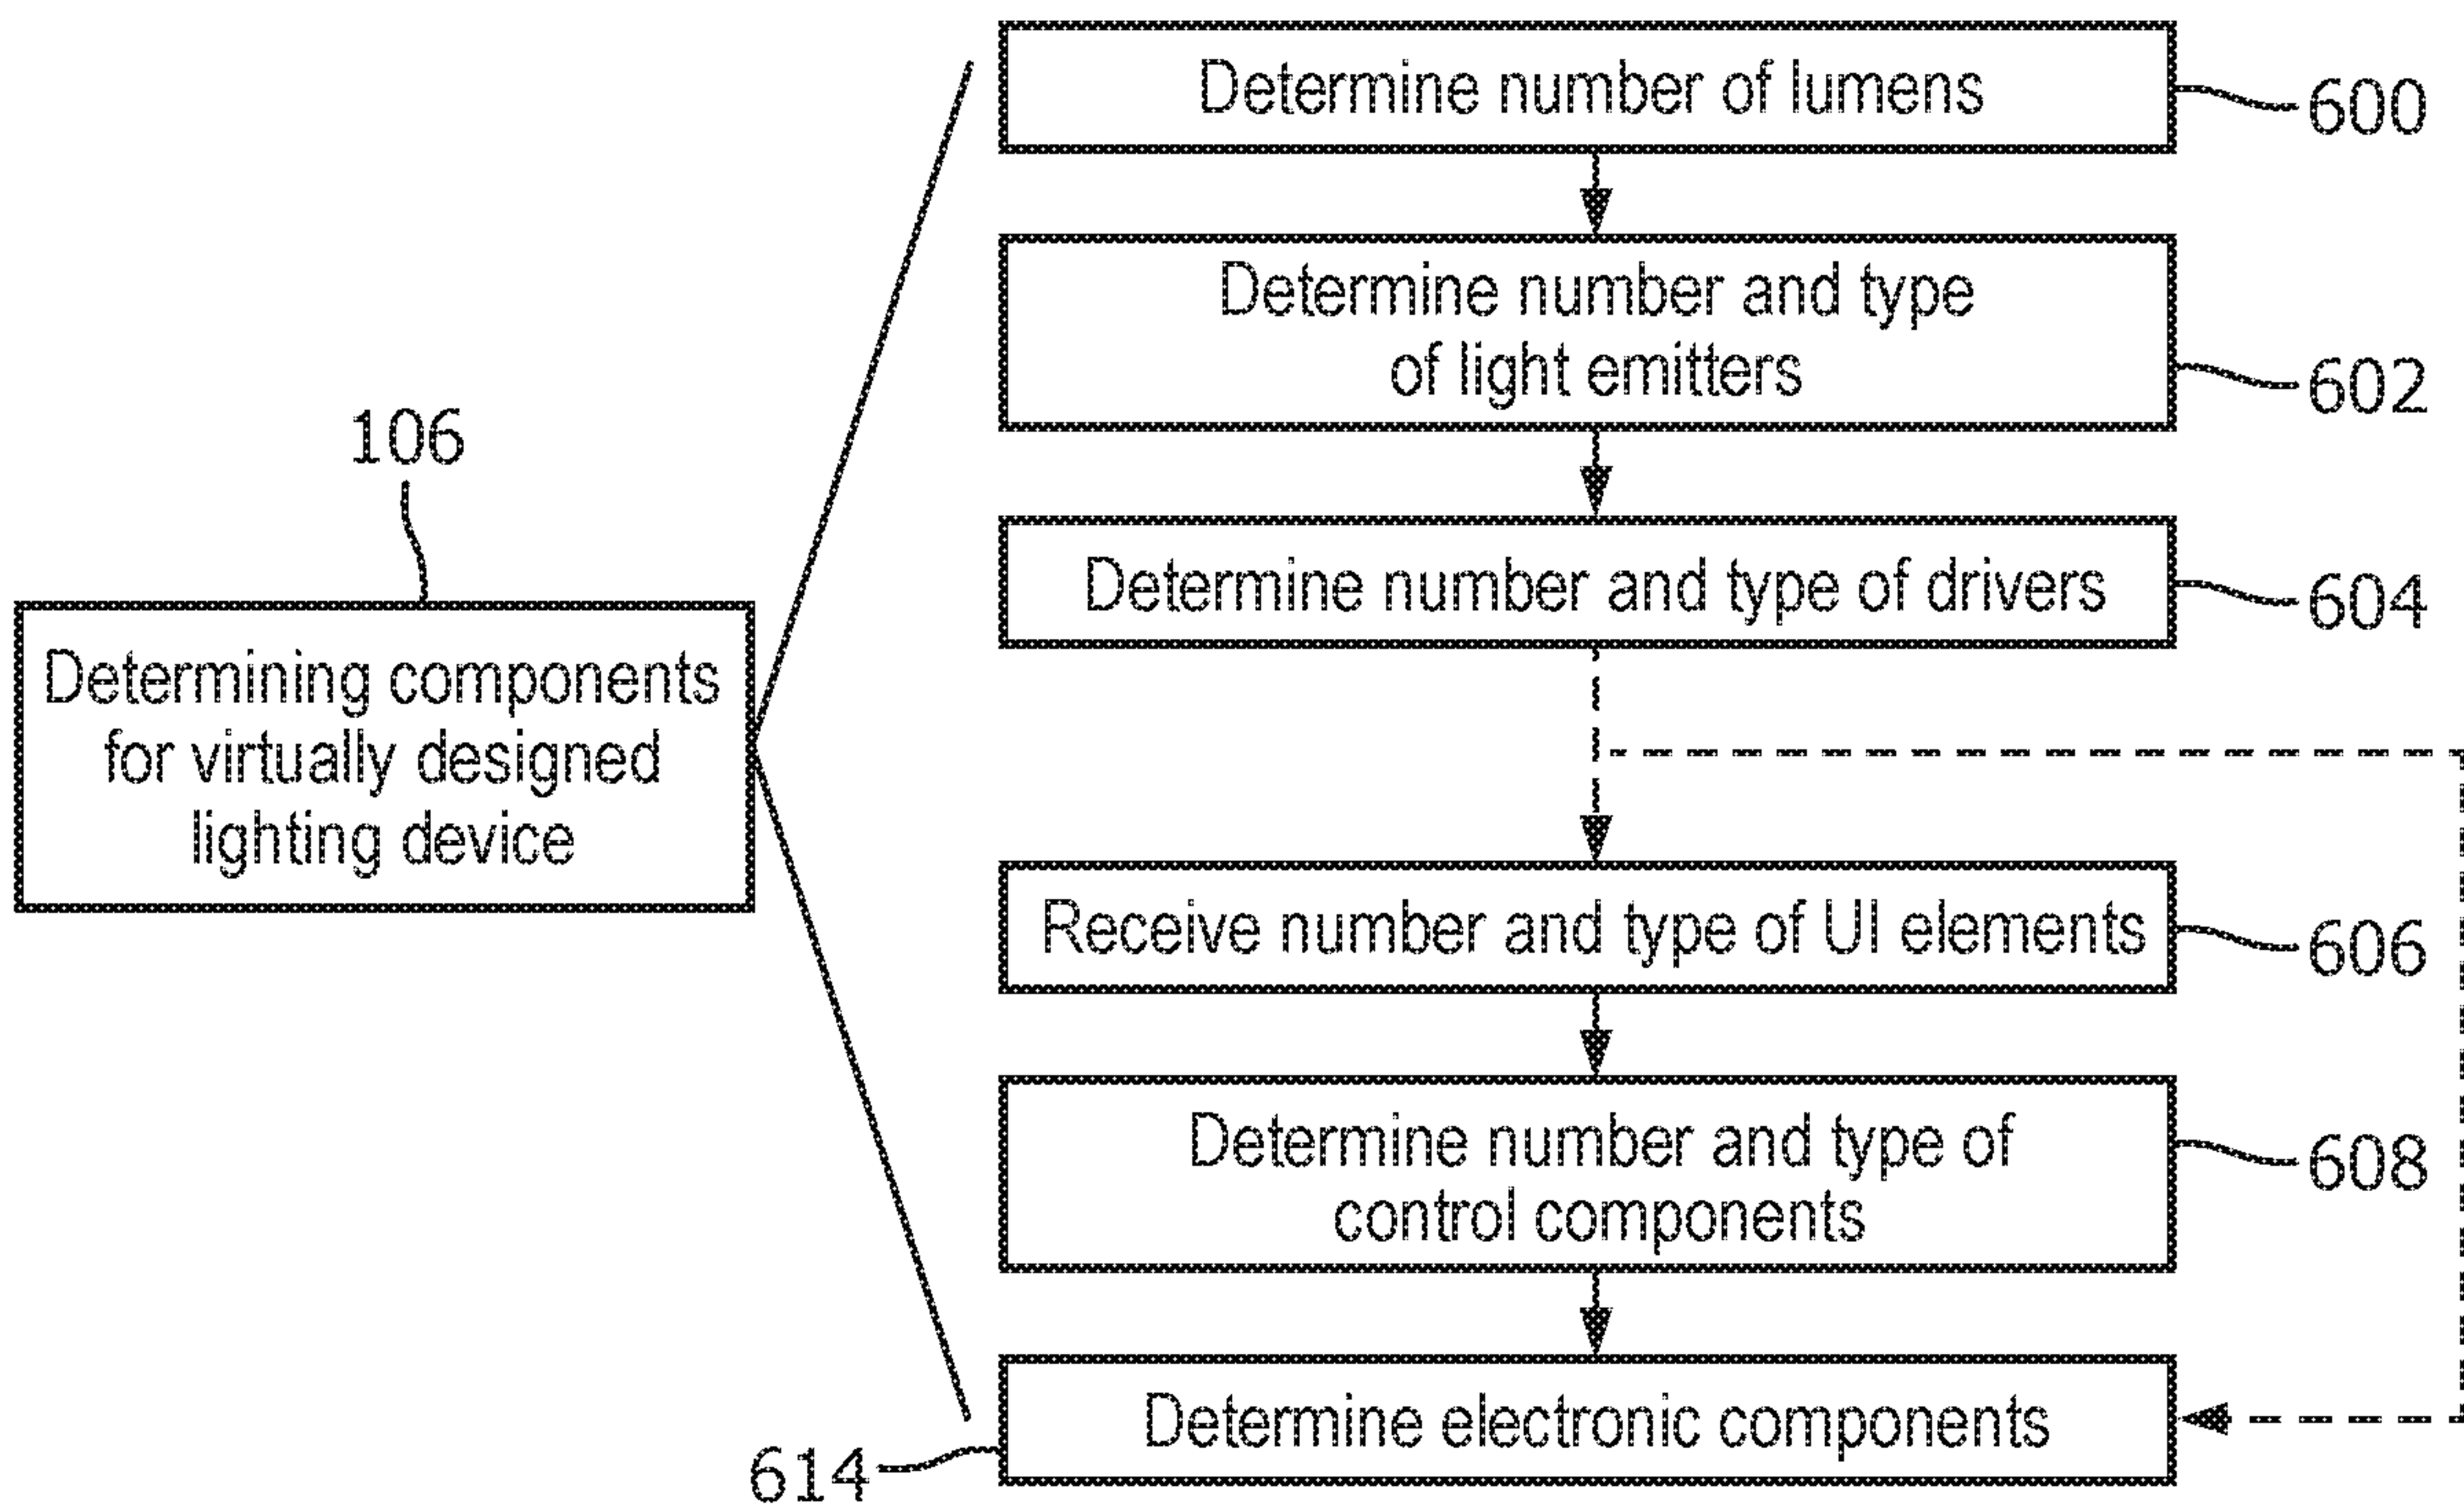 106
Determining components
for virtually designed
lighting device
Determine number of lumens
600
Determine number and type
of light emitters
602
Determine number and type of drivers
604
Receive number and type of UI elements
606
Determine number and type of
control components
608
Determine electronic components
614